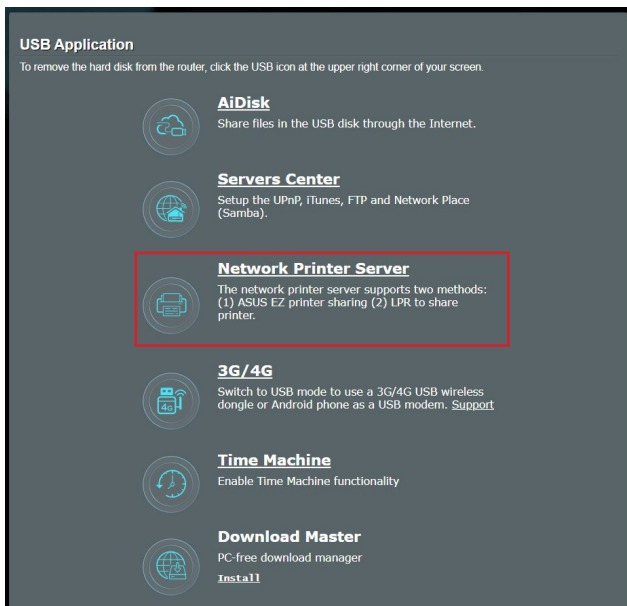 USB Application
To remove the hard disk from the router, click the USB icon at the upper right corner of your screen.
AiDisk
Share files in the USB disk through the Internet.
Servers Center
Setup the UPnP, iTunes, FTP and Network Place
(Samba).
Network Printer Server
The network printer server supports two methods:
(1) ASUS EZ printer sharing (2) LPR to share
printer.
3G/4G
Switch to USB mode to use a 3G/4G USB wireless
dongle or Android phone as a USB modem. Support
4G
Time Machine
Enable Time Machine functionality
Download Master
PC-free download manager
Install